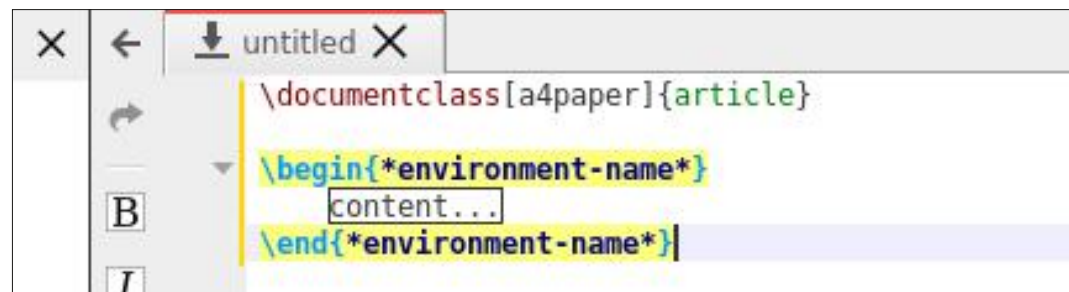 untitled
\documentclass[a4paper]{article}
\begin{*environment-name*}
content...
\end{*environment-name*}
B
I